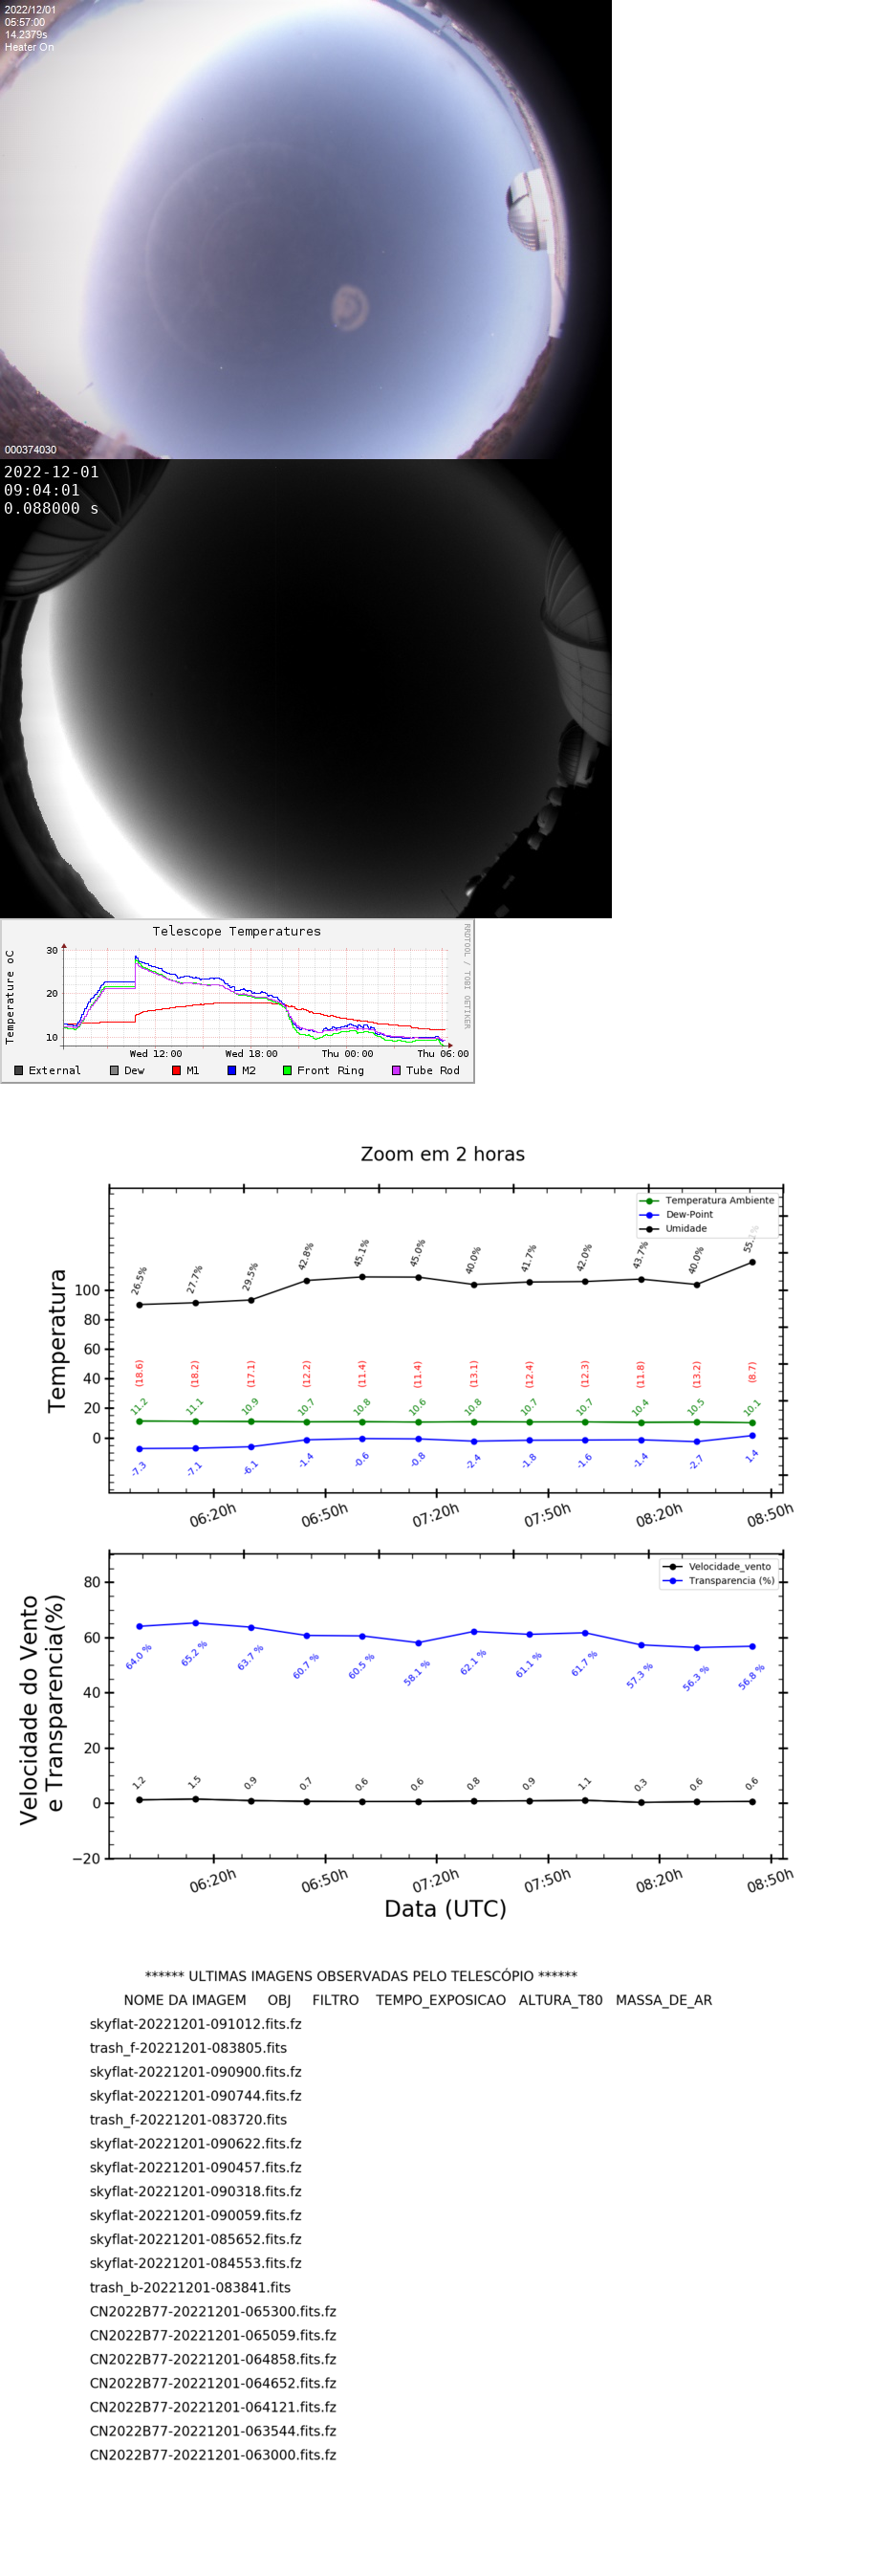 2022/12/01
05:57:00
14.2379s
Heater On
000374030
2022-12-01
09:04:01
0.088000 s
Telescope Temperatures
RRDTOOL / TOBI OETIKER
Temperature oC
30
20
10
Wed 12:00 Wed 18:00 Thu 00:00 Thu 06:00
External Dew M1 M2 Front Ring Tube Rod
Zoom em 2 horas
Temperatura Ambiente
Dew-Point
Umidade
Temperatura
100
80
60
40
20
0
26.5% 27.7% 29.5% 42.8% 45.1% 45.0% 40.0% 41.7% 42.0% 43.7% 40.0%
(18.6) (18.2) (17.1) (12.2) (11.4) (11.4) (13.1) (12.4) (12.3) (11.8) (13.2) (8.7)
11.2 11.1 10.9 10.7 10.8 10.6 10.8 10.7 10.7 10.4 10.5 10.1
-7.3 -7.1 -6.1 -1.4 -0.6 -0.8 -2.4 -1.8 -1.6 -1.4 -2.7 1.4
06:20h 06:50h 07:20h 07:50h 08:20h 08:50h
Velocidade_vento
Transparencia (%)
Velocidade do Vento
e Transparencia(%)
80
60
40
20
0
−20
64.0 % 65.2 % 63.7 % 60.7 % 60.5 % 58.1 % 62.1 % 61.1 % 61.7 % 57.3 % 56.3 % 56.8 %
1.2 1.5 0.9 0.7 0.6 0.6 0.8 0.9 1.1 0.3 0.6 0.6
06:20h 06:50h 07:20h 07:50h 08:20h 08:50h
Data (UTC)
****** ULTIMAS IMAGENS OBSERVADAS PELO TELESCÓPIO ******
NOME DA IMAGEM OBJ FILTRO TEMPO_EXPOSICAO ALTURA_T80 MASSA_DE_AR
skyflat-20221201-091012.fits.fz
trash_f-20221201-083805.fits
skyflat-20221201-090900.fits.fz
skyflat-20221201-090744.fits.fz
trash_f-20221201-083720.fits
skyflat-20221201-090622.fits.fz
skyflat-20221201-090457.fits.fz
skyflat-20221201-090318.fits.fz
skyflat-20221201-090059.fits.fz
skyflat-20221201-085652.fits.fz
skyflat-20221201-084553.fits.fz
trash_b-20221201-083841.fits
CN2022B77-20221201-065300.fits.fz
CN2022B77-20221201-065059.fits.fz
CN2022B77-20221201-064858.fits.fz
CN2022B77-20221201-064652.fits.fz
CN2022B77-20221201-064121.fits.fz
CN2022B77-20221201-063544.fits.fz
CN2022B77-20221201-063000.fits.fz